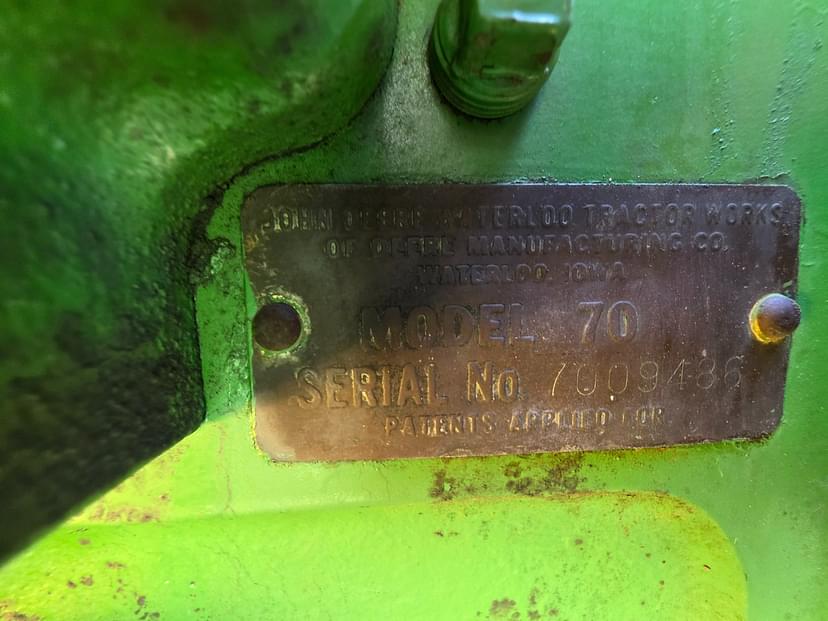 JOHN DEERE WATERLOO TRACTOR WORKS
OF DEERE MANUFACTURING CO.
WATERLOO, IOWA
MODEL 70
SERIAL No 7009486
PATENTS APPLIED FOR